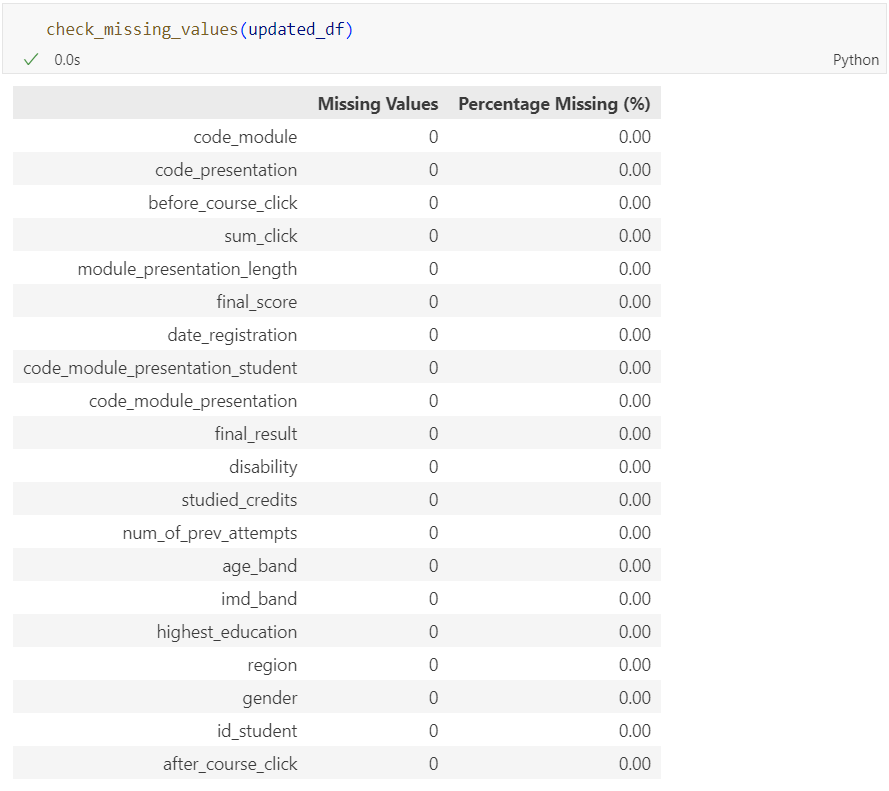 check_missing_values(updated_df)
0.0s Python
Missing Values Percentage Missing (%)
code_module 0 0.00
code_presentation 0 0.00
before_course_click 0 0.00
sum_click 0 0.00
module_presentation_length 0 0.00
final_score 0 0.00
date_registration 0 0.00
code_module_presentation_student 0 0.00
code_module_presentation 0 0.00
final_result 0 0.00
disability 0 0.00
studied_credits 0 0.00
num_of_prev_attempts 0 0.00
age_band 0 0.00
imd_band 0 0.00
highest_education 0 0.00
region 0 0.00
gender 0 0.00
id_student 0 0.00
after_course_click 0 0.00